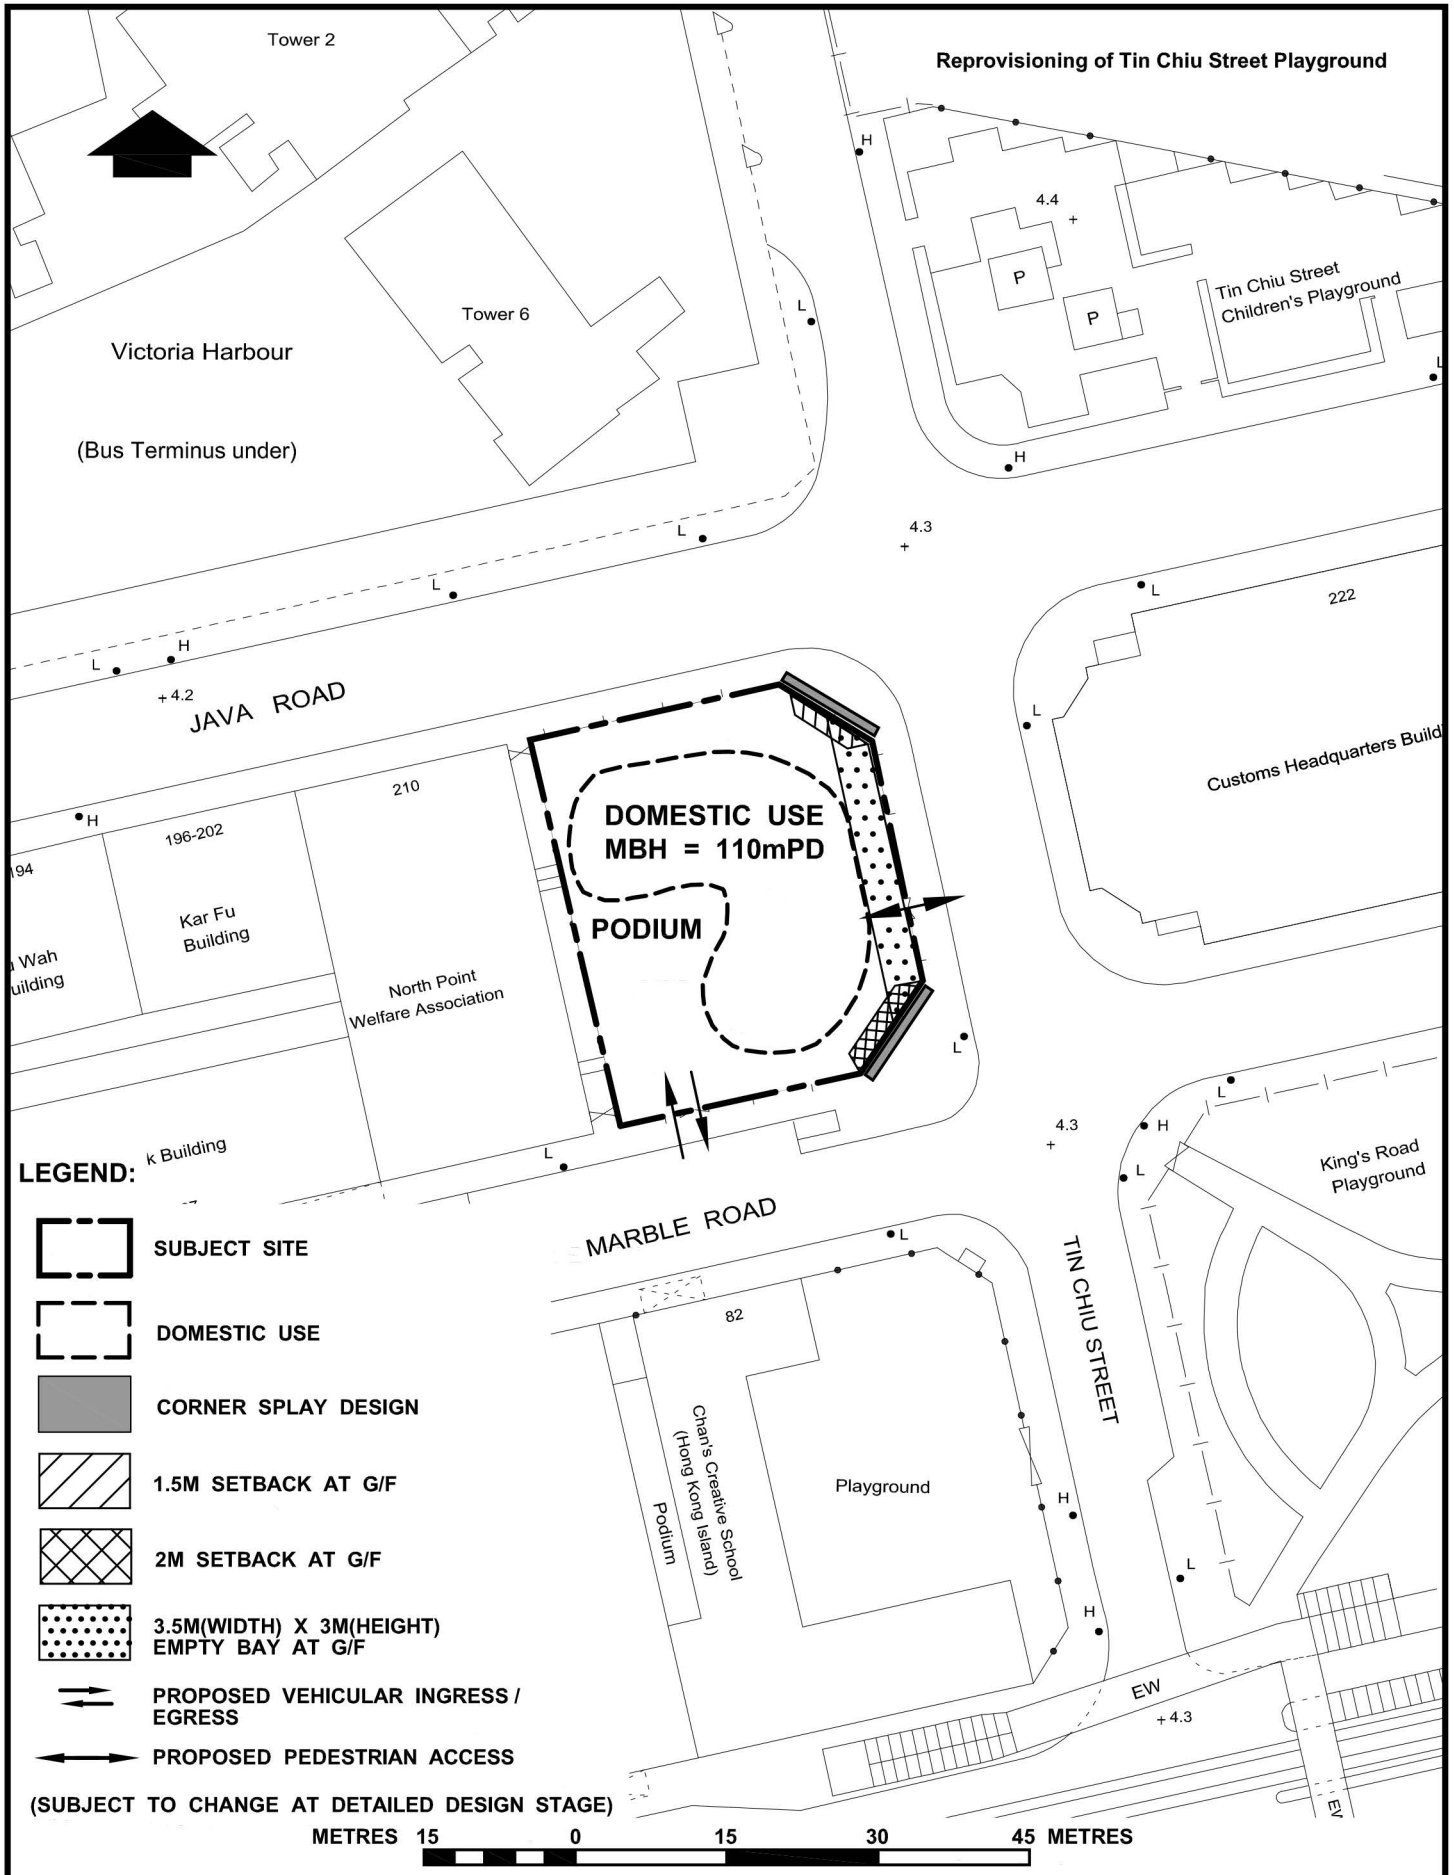 Tower 2
Reprovisioning of Tin Chiu Street Playground
H
4.4
P
Tin Chiu Street
Children's Playground
P
L
Tower 6
Victoria Harbour
L
(Bus Terminus under)
H
4.3
L
L
L
222
H
L
4.2
JAVA ROAD
L
Customs Headquarters Build
210
H
196-202
194
DOMESTIC USE
MBH = 110mPD
Kar Fu
Building
PODIUM
Wah
uilding
North Point
Welfare Association
L
L
4.3
H
L
King's Road
Playground
k Building
L
LEGEND:
MARBLE ROAD
L
TIN CHIU STREET
SUBJECT SITE
DOMESTIC USE
82
CORNER SPLAY DESIGN
Chan's Creative School
(Hong Kong Island)
1.5M SETBACK AT G/F
Playground
H
Podium
2M SETBACK AT G/F
L
3.5M(WIDTH) X 3M(HEIGHT)
EMPTY BAY AT G/F
H
PROPOSED VEHICULAR INGRESS /
EGRESS
EW
4.3
PROPOSED PEDESTRIAN ACCESS
(SUBJECT TO CHANGE AT DETAILED DESIGN STAGE)
METRES 15 0 15 30 45 METRES